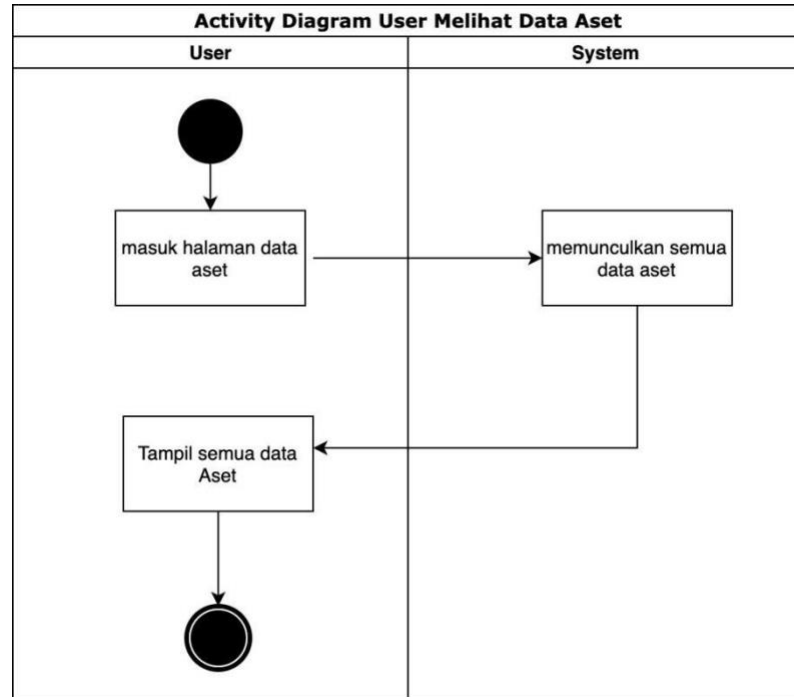 Activity Diagram User Melihat Data Aset
User
System
masuk halaman data
aset
memunculkan semua
data aset
Tampil semua data
Aset